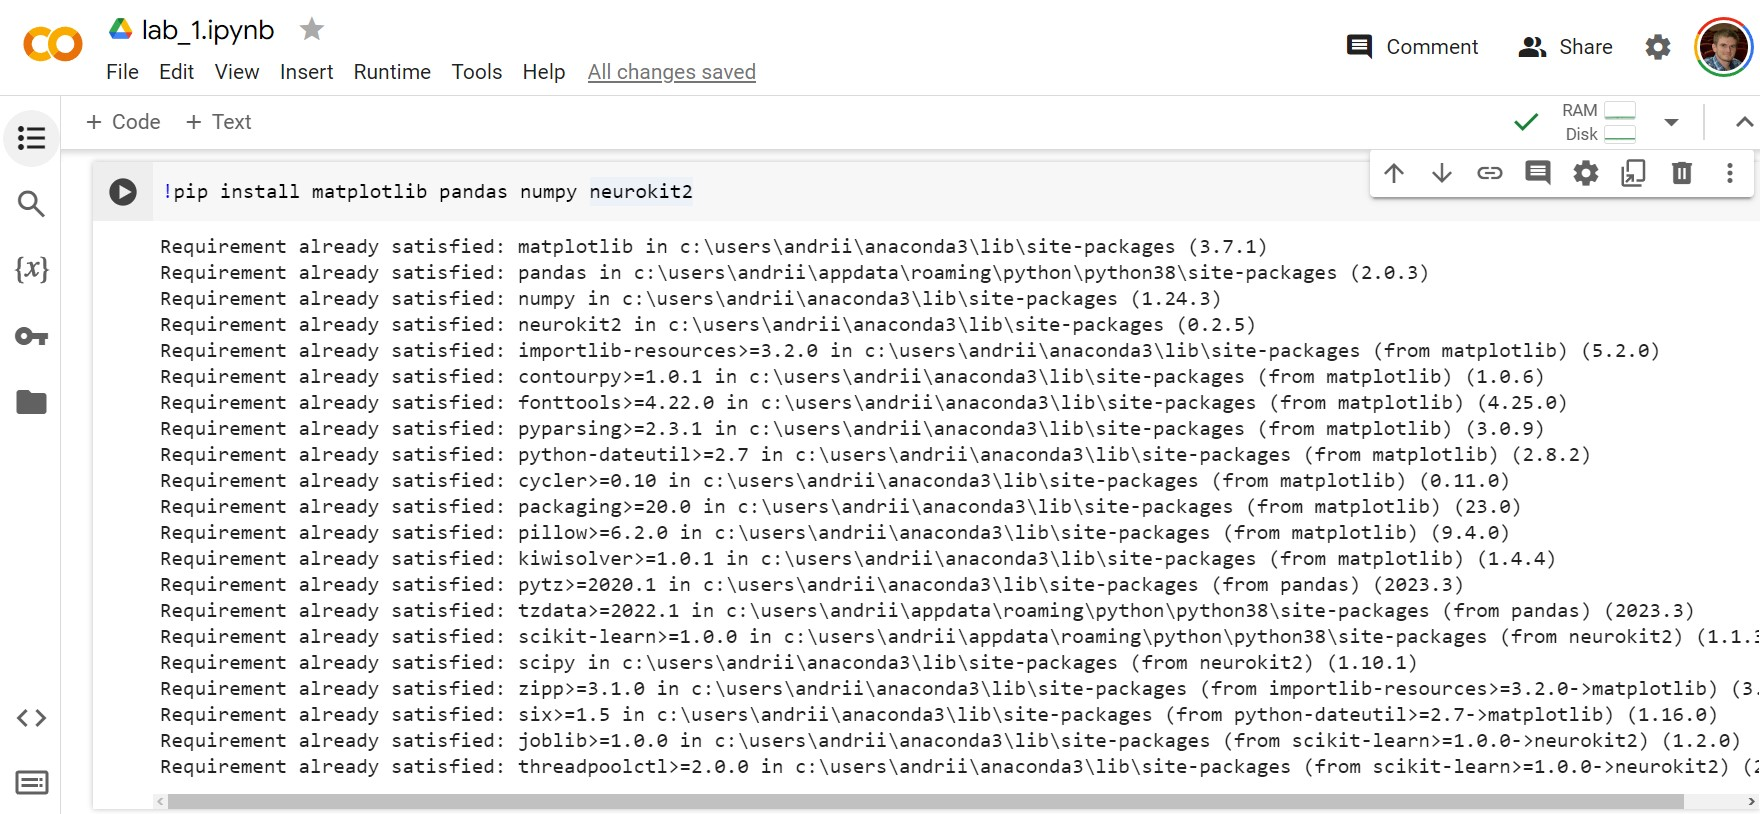 lab_1.ipynb
File Edit View Insert Runtime Tools Help All changes saved
Comment Share
+ Code + Text
RAM
Disk
!pip install matplotlib pandas numpy neurokit2
Requirement already satisfied: matplotlib in c:\users\andrii\anaconda3\lib\site-packages (3.7.1)
Requirement already satisfied: pandas in c:\users\andrii\appdata\roaming\python\python38\site-packages (2.0.3)
Requirement already satisfied: numpy in c:\users\andrii\anaconda3\lib\site-packages (1.24.3)
Requirement already satisfied: neurokit2 in c:\users\andrii\anaconda3\lib\site-packages (0.2.5)
Requirement already satisfied: importlib-resources>=3.2.0 in c:\users\andrii\anaconda3\lib\site-packages (from matplotlib) (5.2.0)
Requirement already satisfied: contourpy>=1.0.1 in c:\users\andrii\anaconda3\lib\site-packages (from matplotlib) (1.0.6)
Requirement already satisfied: fonttools>=4.22.0 in c:\users\andrii\anaconda3\lib\site-packages (from matplotlib) (4.25.0)
Requirement already satisfied: pyparsing>=2.3.1 in c:\users\andrii\anaconda3\lib\site-packages (from matplotlib) (3.0.9)
Requirement already satisfied: python-dateutil>=2.7 in c:\users\andrii\anaconda3\lib\site-packages (from matplotlib) (2.8.2)
Requirement already satisfied: cycler>=0.10 in c:\users\andrii\anaconda3\lib\site-packages (from matplotlib) (0.11.0)
Requirement already satisfied: packaging>=20.0 in c:\users\andrii\anaconda3\lib\site-packages (from matplotlib) (23.0)
Requirement already satisfied: pillow>=6.2.0 in c:\users\andrii\anaconda3\lib\site-packages (from matplotlib) (9.4.0)
Requirement already satisfied: kiwisolver>=1.0.1 in c:\users\andrii\anaconda3\lib\site-packages (from matplotlib) (1.4.4)
Requirement already satisfied: pytz>=2020.1 in c:\users\andrii\anaconda3\lib\site-packages (from pandas) (2023.3)
Requirement already satisfied: tzdata>=2022.1 in c:\users\andrii\appdata\roaming\python\python38\site-packages (from pandas) (2023.3)
Requirement already satisfied: scikit-learn>=1.0.0 in c:\users\andrii\appdata\roaming\python\python38\site-packages (from neurokit2) (1.1.3
Requirement already satisfied: scipy in c:\users\andrii\anaconda3\lib\site-packages (from neurokit2) (1.10.1)
Requirement already satisfied: zipp>=3.1.0 in c:\users\andrii\anaconda3\lib\site-packages (from importlib-resources>=3.2.0->matplotlib) (3.
Requirement already satisfied: six>=1.5 in c:\users\andrii\anaconda3\lib\site-packages (from python-dateutil>=2.7->matplotlib) (1.16.0)
Requirement already satisfied: joblib>=1.0.0 in c:\users\andrii\anaconda3\lib\site-packages (from scikit-learn>=1.0.0->neurokit2) (1.2.0)
Requirement already satisfied: threadpoolctl>=2.0.0 in c:\users\andrii\anaconda3\lib\site-packages (from scikit-learn>=1.0.0->neurokit2) (2